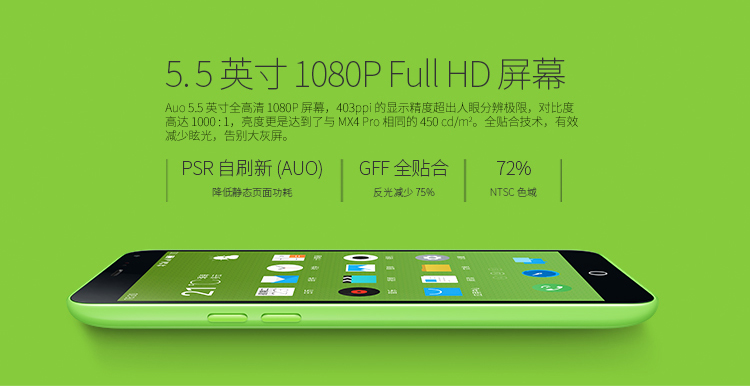 5.5 英寸 1080P Full HD 屏幕
Auo 5.5 英寸全高清 1080P 屏幕，403ppi 的显示精度超出人眼分辨极限，对比度
高达 1000 : 1，亮度更是达到了与 MX4 Pro 相同的 450 cd/m²。全贴合技术，有效
减少眩光，告别大灰屏。
PSR 自刷新 (AUO)
降低静态页面功耗
GFF 全贴合
反光减少 75%
72%
NTSC 色域